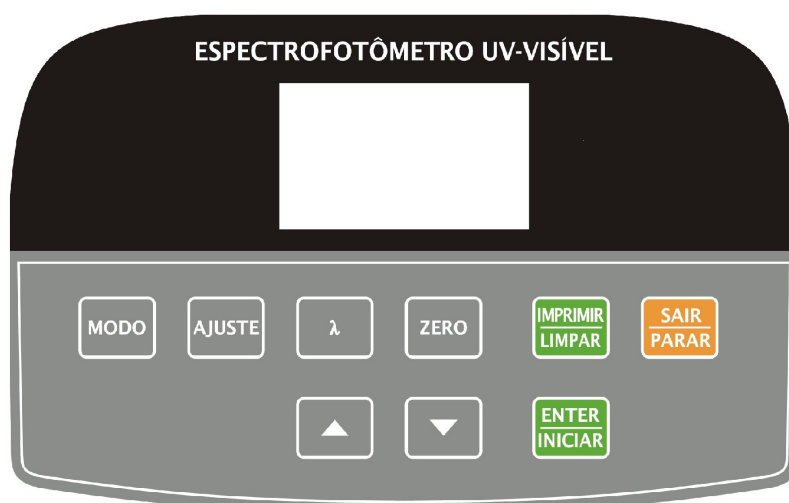 ESPECTROFOTÔMETRO UV-VISÍVEL
MODO
AJUSTE
λ
ZERO
IMPRIMIR
LIMPAR
SAIR
PARAR
ENTER
INICIAR